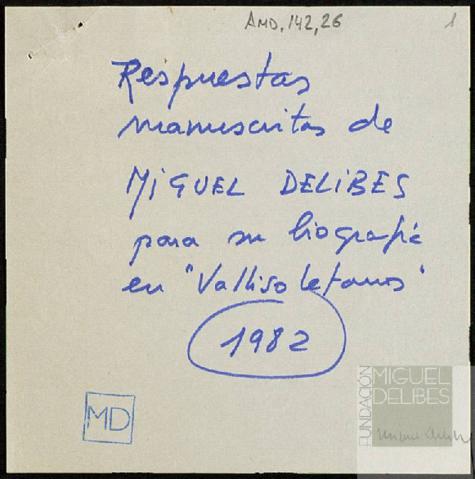 AMD, 142, 26
1
Respuestas
manuscritas de
MIGUEL DELIBES
para su biografía
en "Vallisoletanos"
1982
MD
FUNDACIÓN
MIGUEL
DELIBES